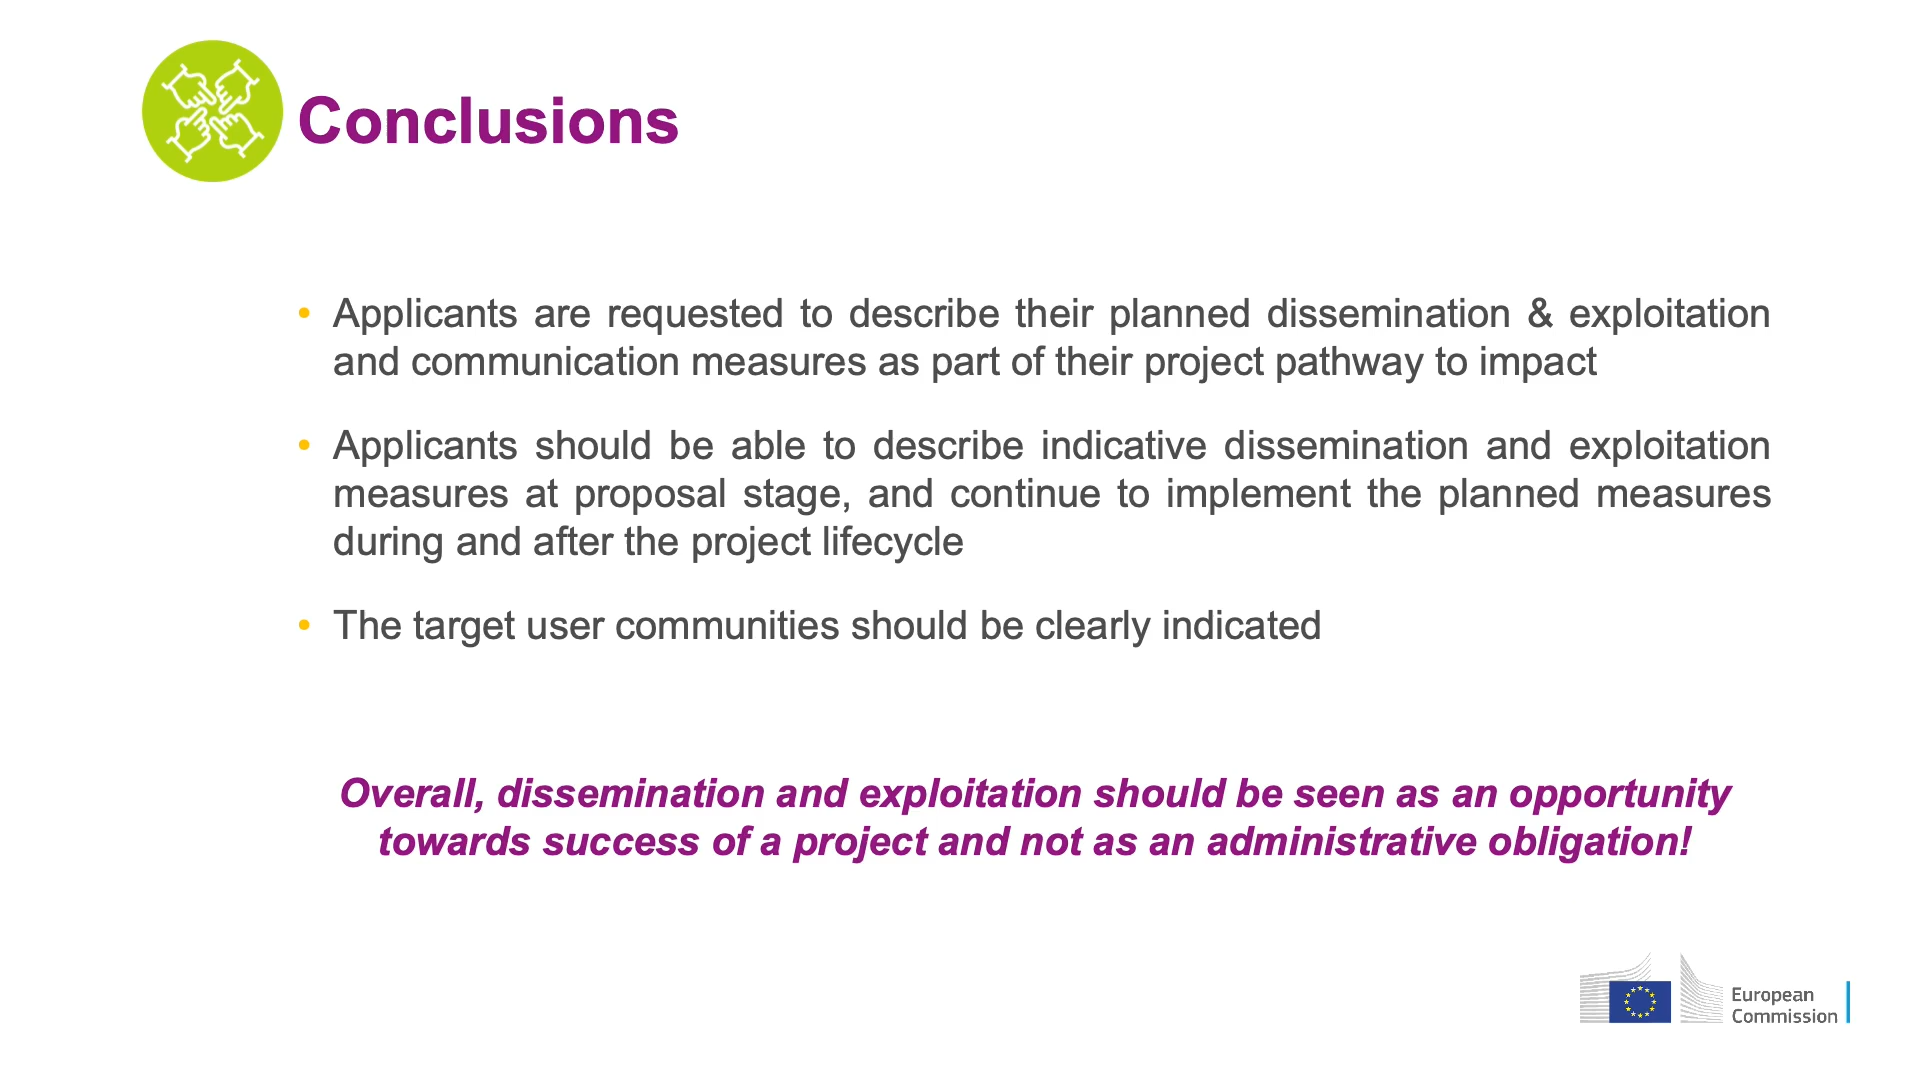 Conclusions
• Applicants are requested to describe their planned dissemination & exploitation
and communication measures as part of their project pathway to impact
• Applicants should be able to describe indicative dissemination and exploitation
measures at proposal stage, and continue to implement the planned measures
during and after the project lifecycle
• The target user communities should be clearly indicated
Overall, dissemination and exploitation should be seen as an opportunity
towards success of a project and not as an administrative obligation!
European
Commission